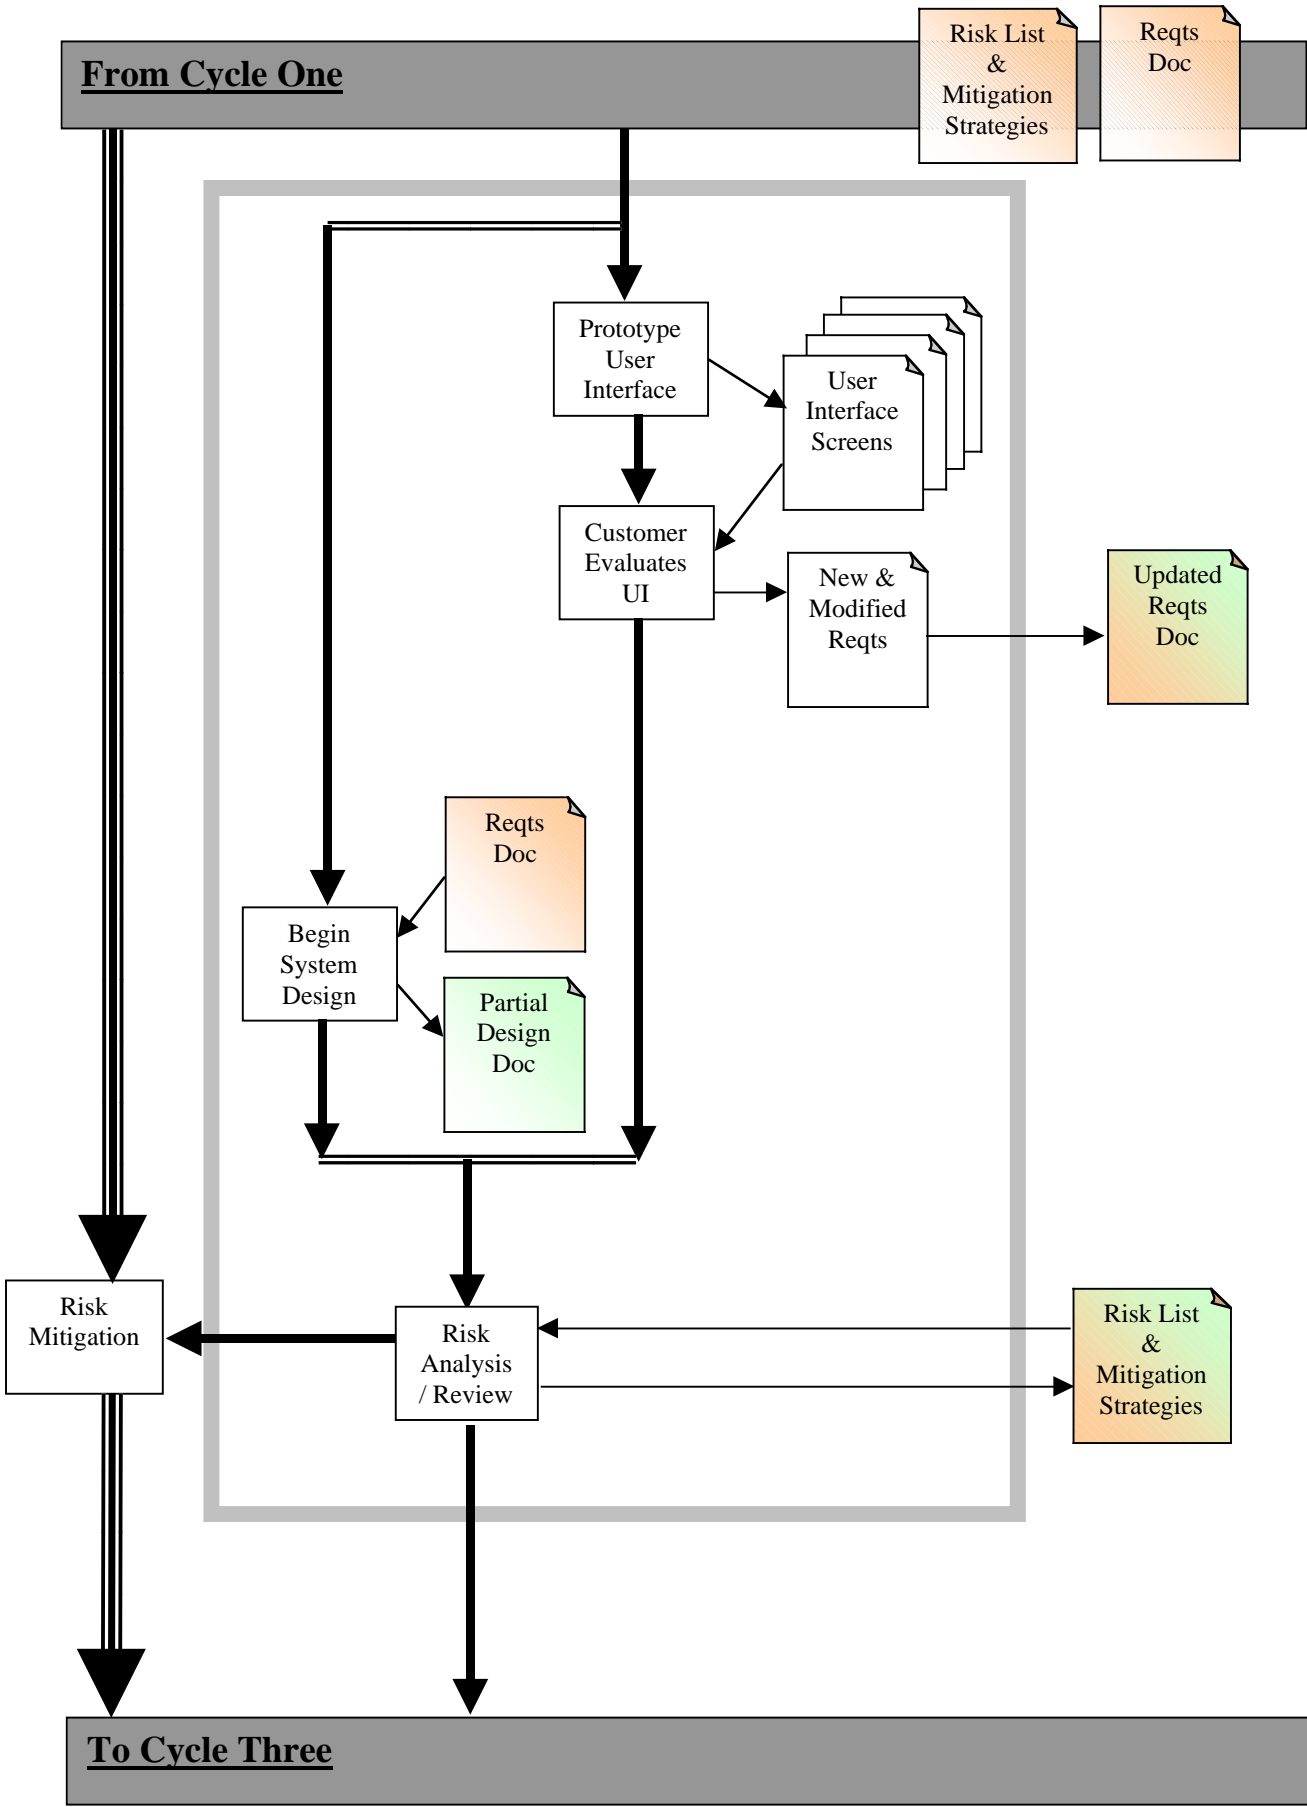 From Cycle One
Risk List
&
Mitigation
Strategies
Reqts
Doc
Prototype
User
Interface
User
Interface
Screens
Customer
Evaluates
UI
New &
Modified
Reqts
Updated
Reqts
Doc
Reqts
Doc
Begin
System
Design
Partial
Design
Doc
Risk
Mitigation
Risk
Analysis
/ Review
Risk List
&
Mitigation
Strategies
To Cycle Three